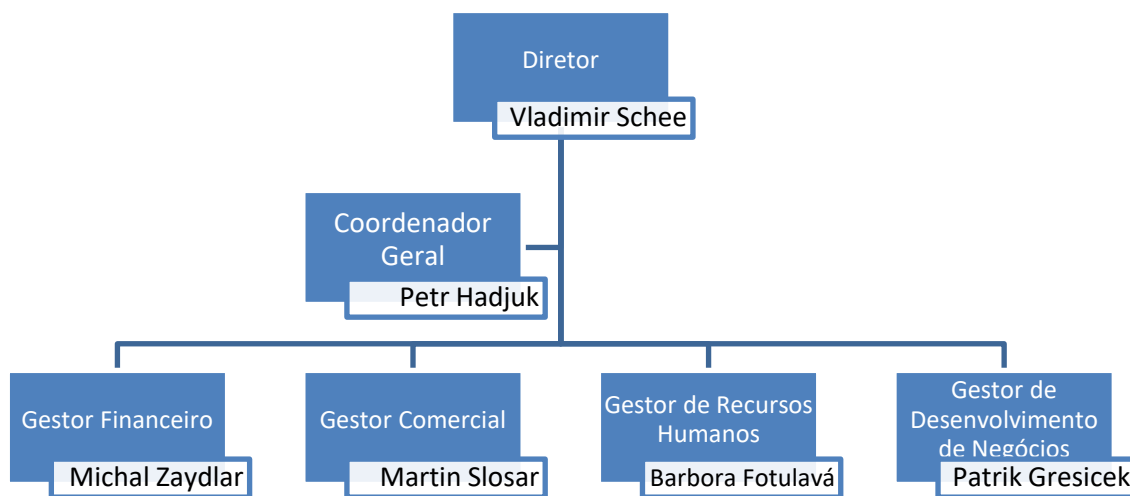 Diretor
Vladimir Schee
Coordenador
Geral
Petr Hadjuk
Gestor Financeiro
Michal Zaydlar
Gestor Comercial
Martin Slosar
Gestor de Recursos
Humanos
Barbora Fotulavá
Gestor de
Desenvolvimento
de Negócios
Patrik Gresicek